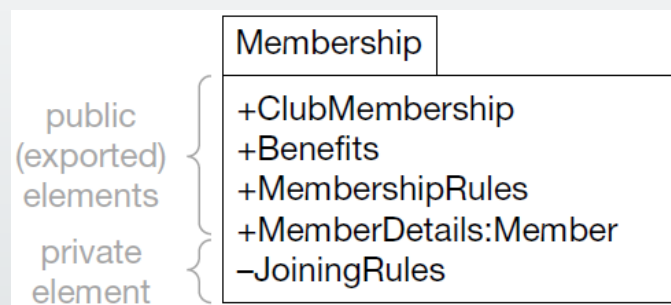 Membership
public
(exported)
elements
+ClubMembership
+Benefits
+MembershipRules
+MemberDetails:Member
private
element
–JoiningRules